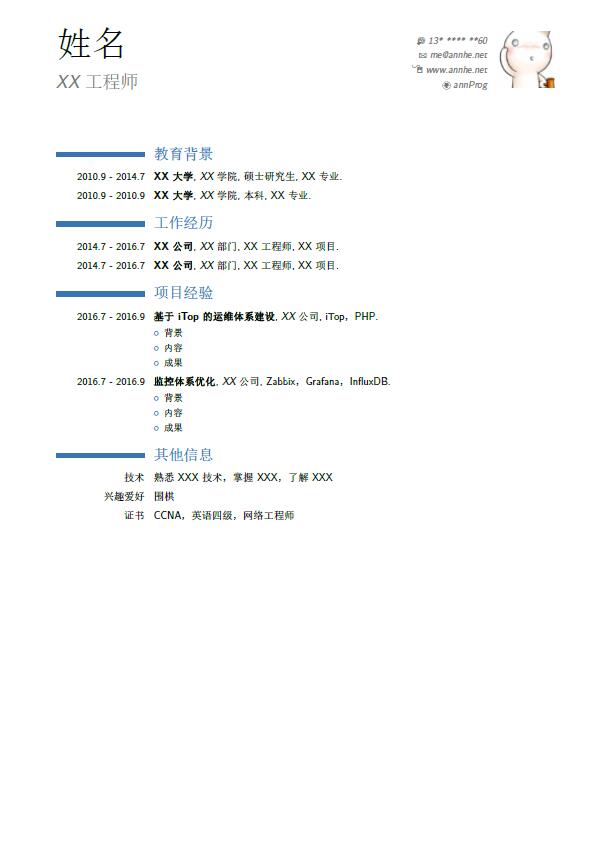 姓名
XX 工程师
13* **** **60
me@annhe.net
www.annhe.net
annProg
教育背景
2010.9 - 2014.7 XX 大学, XX 学院, 硕士研究生, XX 专业.
2010.9 - 2010.9 XX 大学, XX 学院, 本科, XX 专业.
工作经历
2014.7 - 2016.7 XX 公司, XX 部门, XX 工程师, XX 项目.
2014.7 - 2016.7 XX 公司, XX 部门, XX 工程师, XX 项目.
项目经验
2016.7 - 2016.9 基于 iTop 的运维体系建设, XX 公司, iTop，PHP.
背景
内容
成果
2016.7 - 2016.9 监控体系优化, XX 公司, Zabbix，Grafana，InfluxDB.
背景
内容
成果
其他信息
技术 熟悉 XXX 技术，掌握 XXX，了解 XXX
兴趣爱好 围棋
证书 CCNA，英语四级，网络工程师